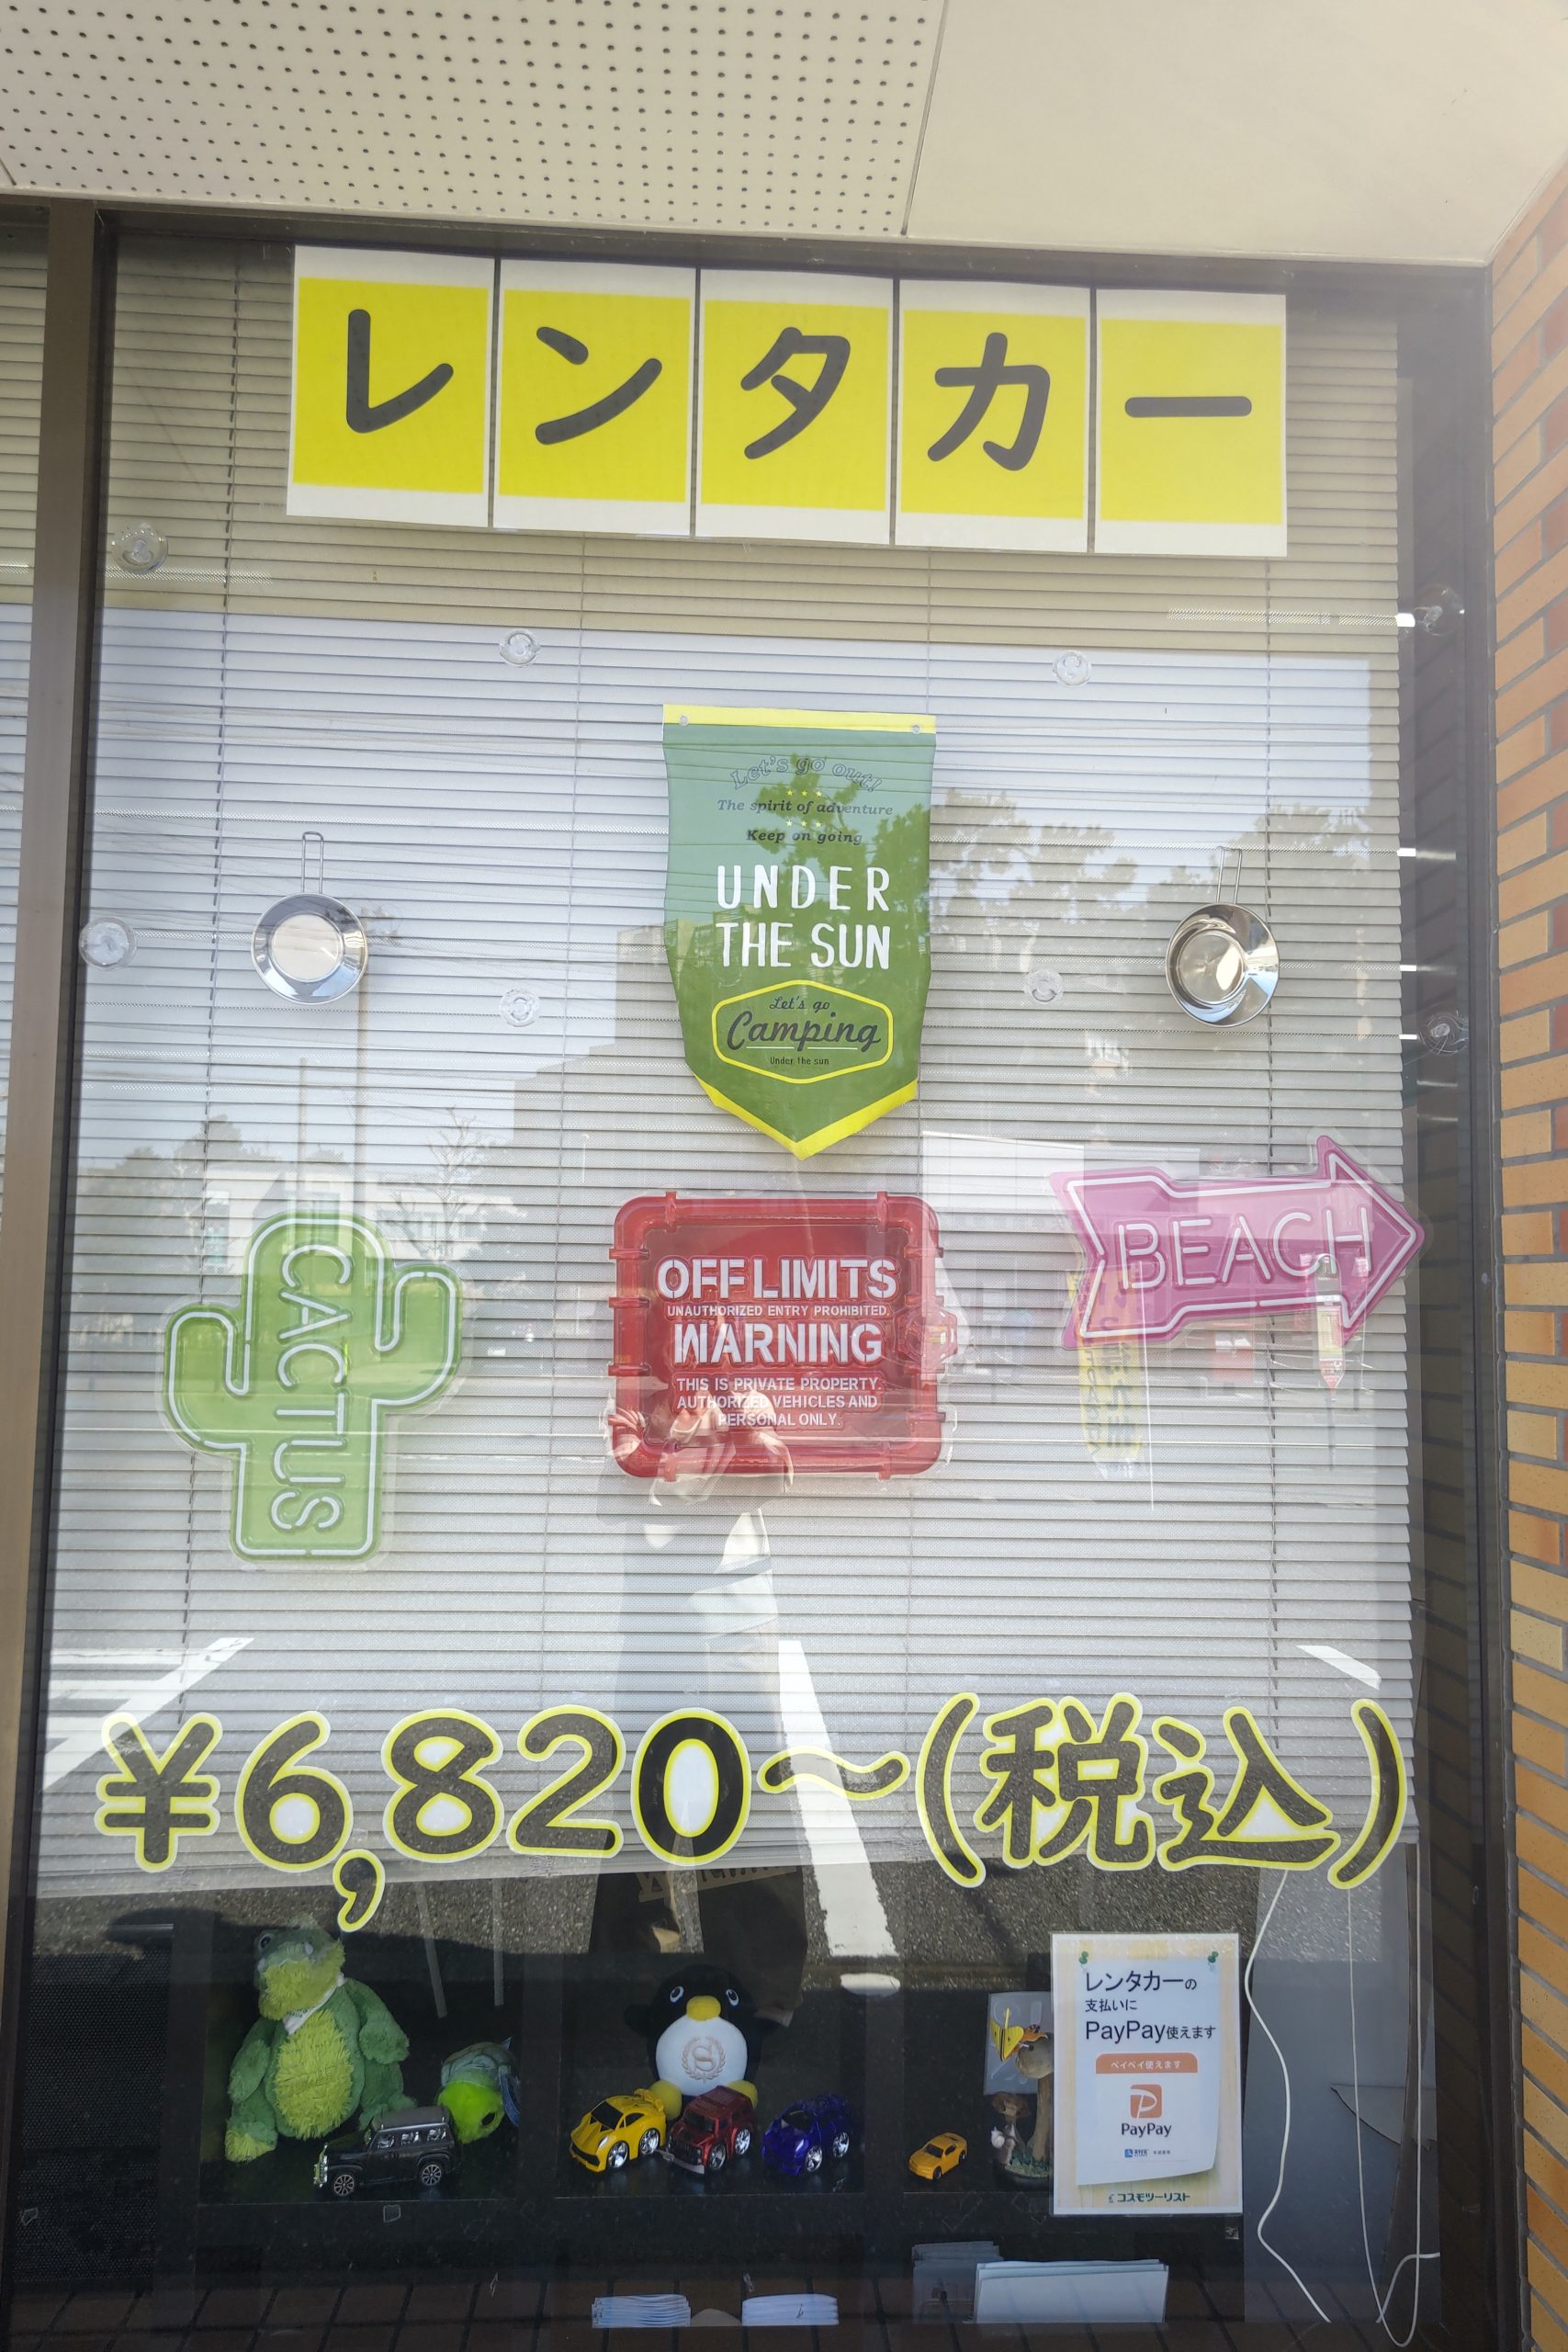 レンタカー
Let's go out!
The spirit of adventure
Keep on going
UNDER
THE SUN
Let's go
Camping
Under the sun
CACTUS
OFF LIMITS
UNAUTHORIZED ENTRY PROHIBITED.
WARNING
THIS IS PRIVATE PROPERTY.
AUTHORIZED VEHICLES AND
PERSONAL ONLY.
BEACH
¥6,820～(税込)
S
レンタカーの
支払いに
PayPay使えます
ペイペイ使えます
PayPay
コスモツーリスト